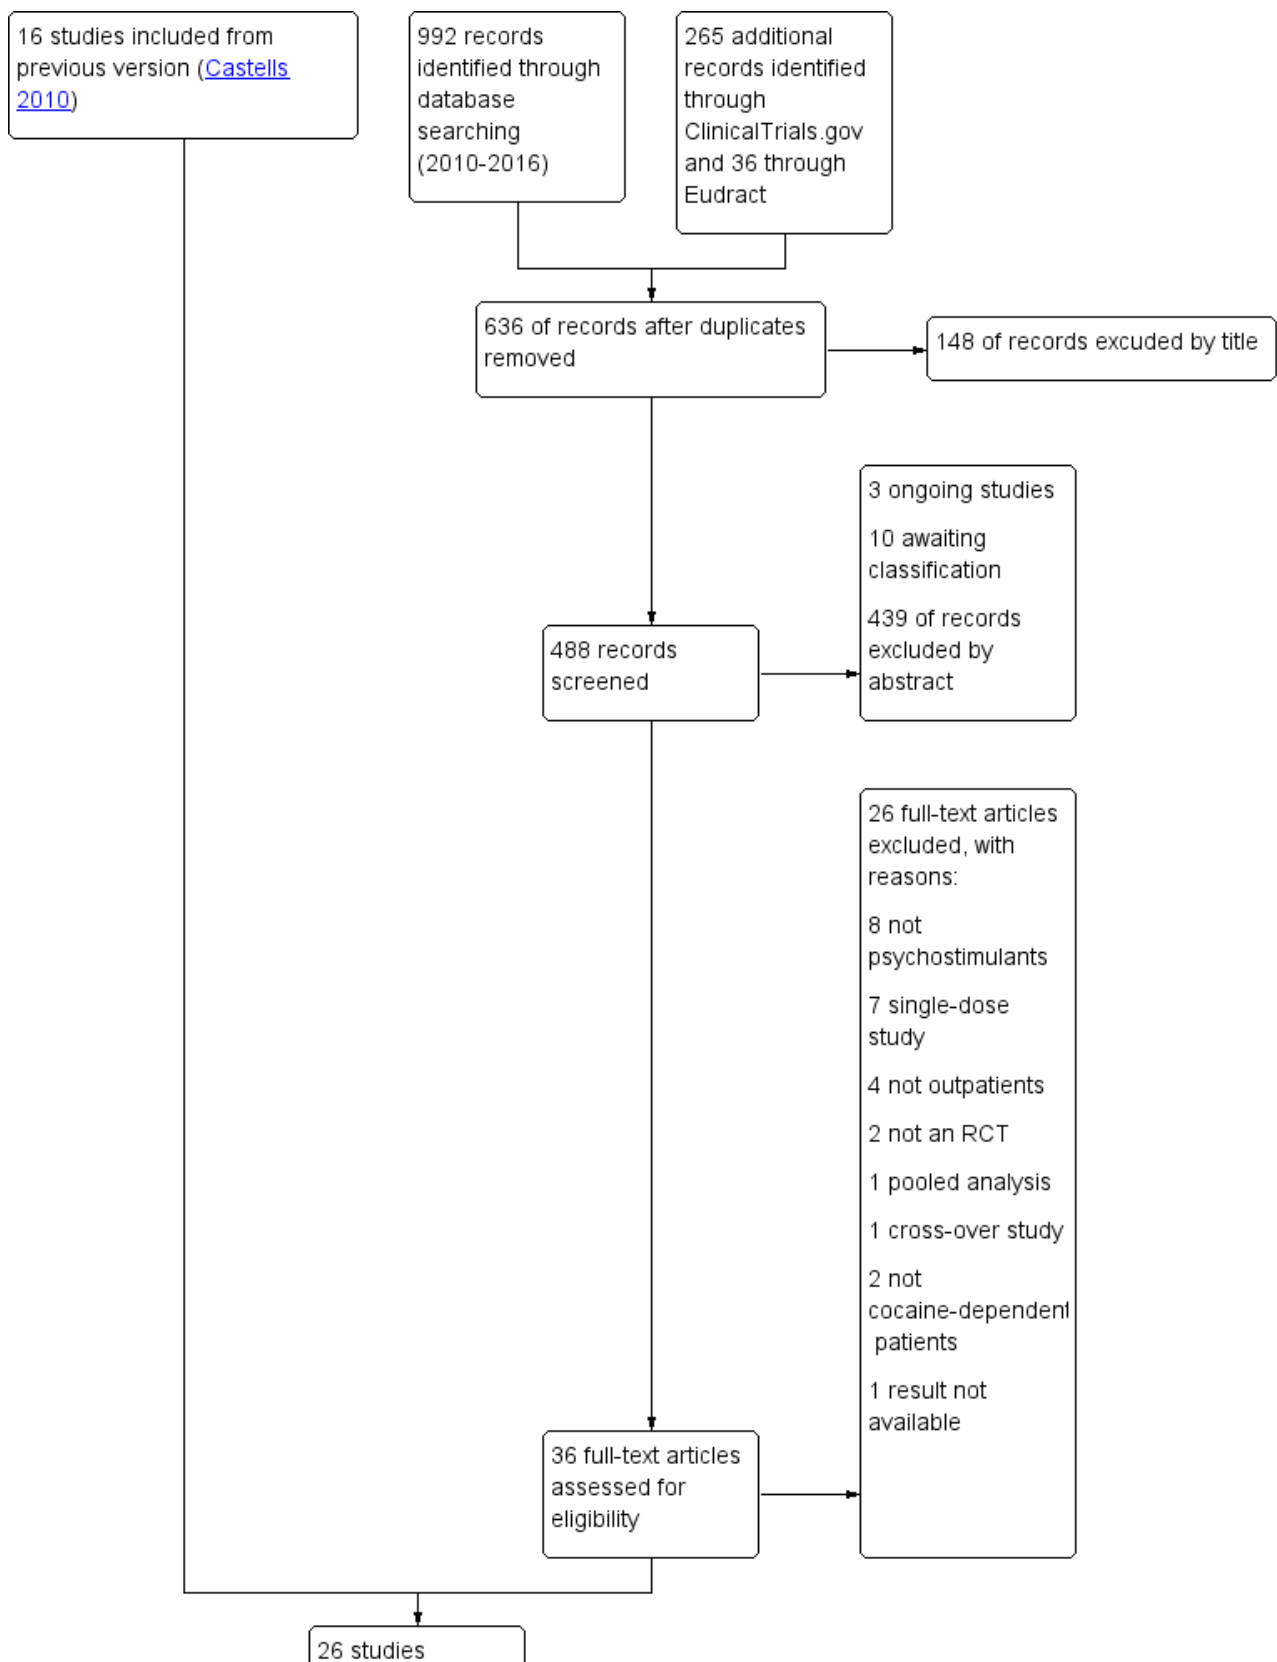 16 studies included from
previous version (Castells
2010)
992 records
identified through
database
searching
(2010-2016)
265 additional
records identified
through
ClinicalTrials.gov
and 36 through
Eudract
636 of records after duplicates
removed
148 of records excuded by title
3 ongoing studies
10 awaiting
classification
439 of records
excluded by
abstract
488 records
screened
26 full-text articles
excluded, with
reasons:
8 not
psychostimulants
7 single-dose
study
4 not outpatients
2 not an RCT
1 pooled analysis
1 cross-over study
2 not
cocaine-dependent
patients
1 result not
available
36 full-text articles
assessed for
eligibility
26 studies